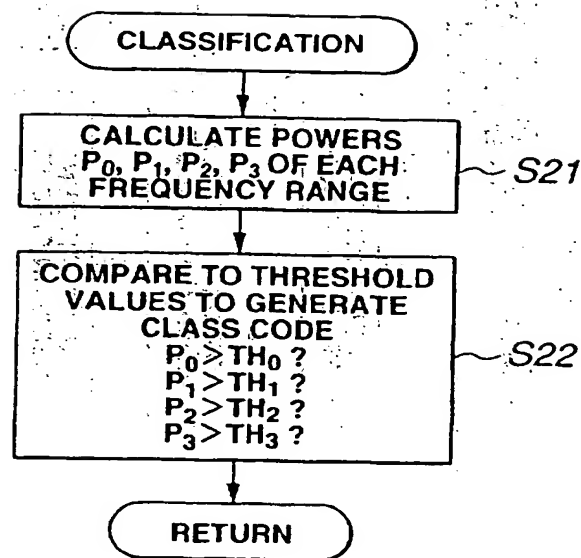 CLASSIFICATION
CALCULATE POWERS
P₀, P₁, P₂, P₃ OF EACH
FREQUENCY RANGE
S21
COMPARE TO THRESHOLD
VALUES TO GENERATE
CLASS CODE
P₀ > TH₀ ?
P₁ > TH₁ ?
P₂ > TH₂ ?
P₃ > TH₃ ?
S22
RETURN